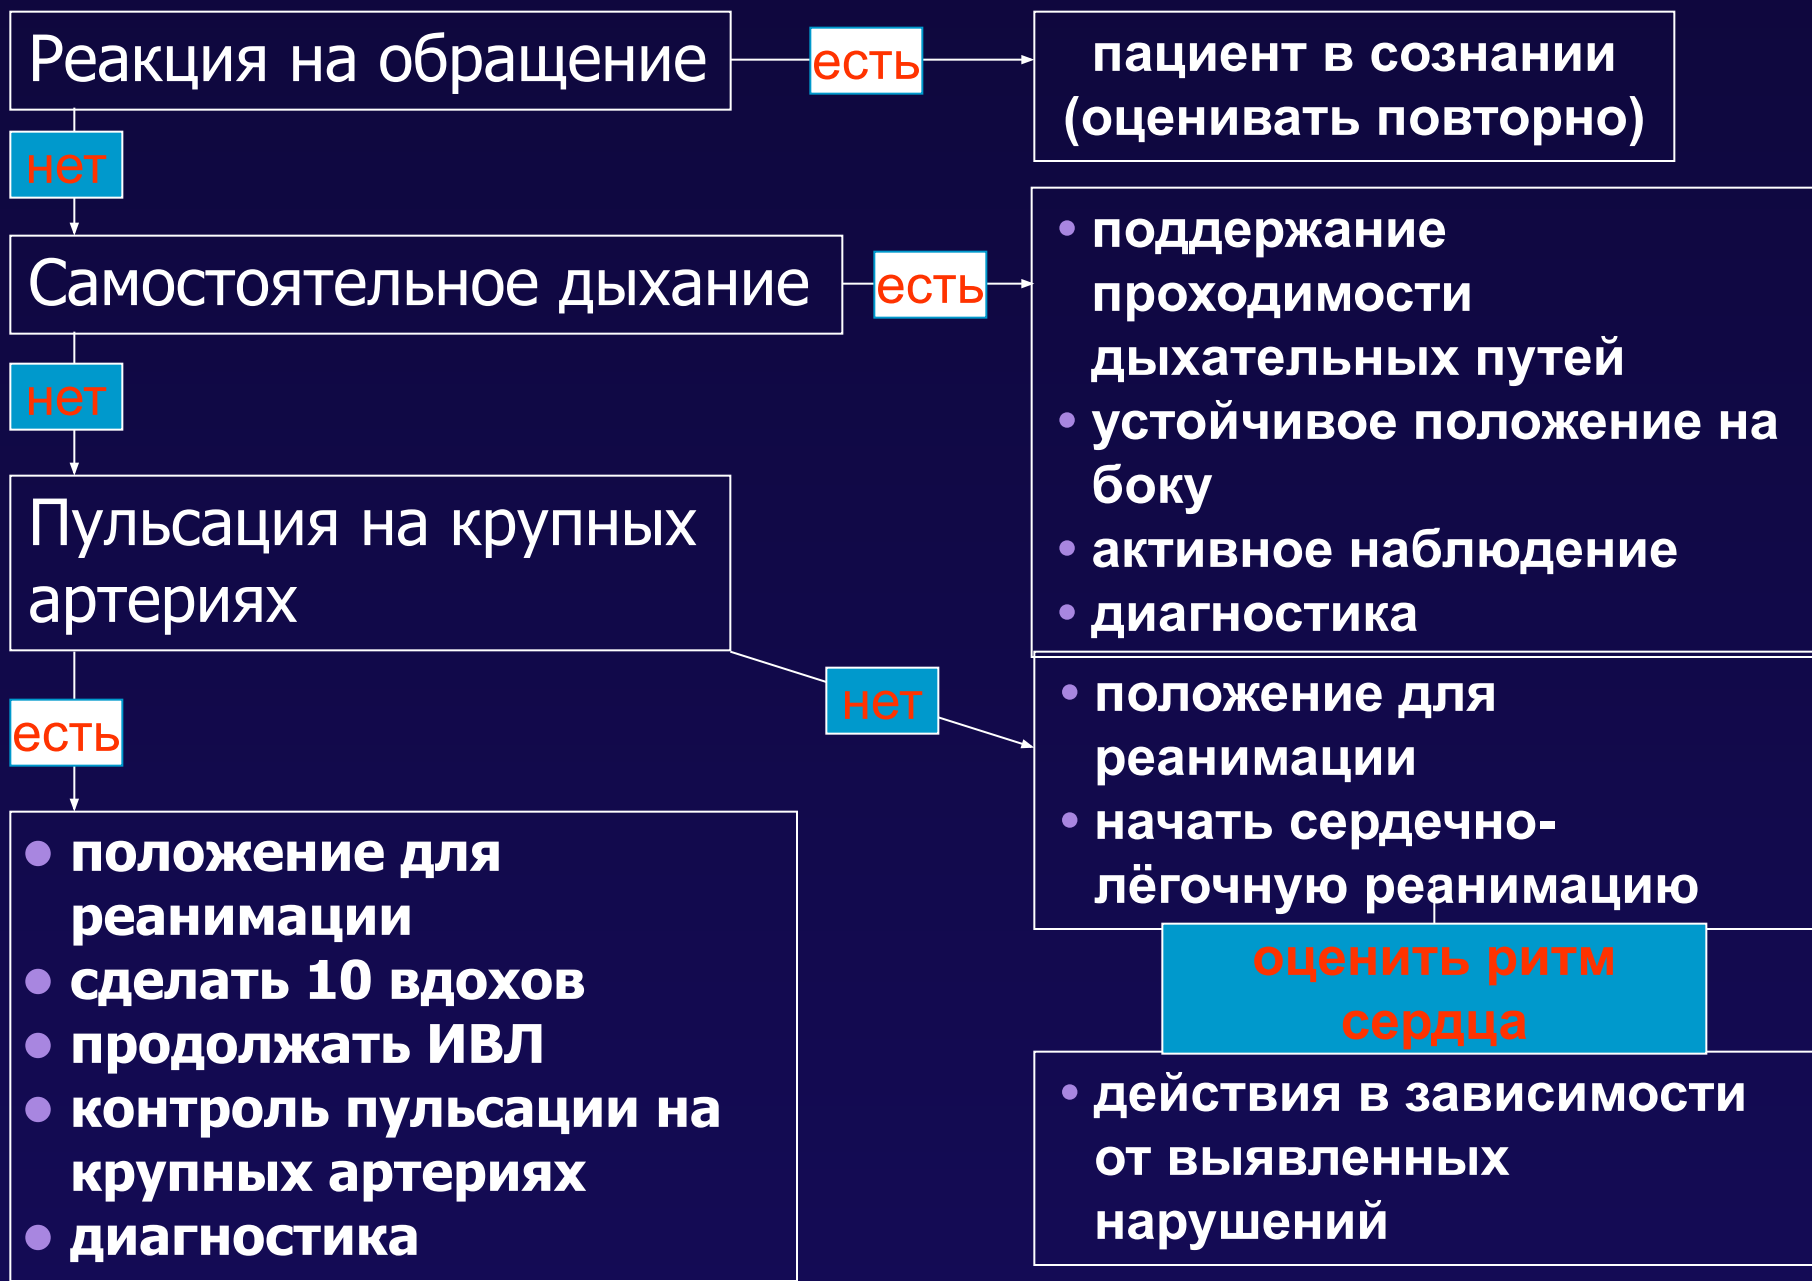 Реакция на обращение
есть
пациент в сознании
(оценивать повторно)
нет
Самостоятельное дыхание
есть
• поддержание
проходимости
дыхательных путей
• устойчивое положение на
боку
• активное наблюдение
• диагностика
нет
Пульсация на крупных
артериях
нет
• положение для
реанимации
• начать сердечно-
лёгочную реанимацию
оценить ритм
сердца
• действия в зависимости
от выявленных
нарушений
есть
• положение для
реанимации
• сделать 10 вдохов
• продолжать ИВЛ
• контроль пульсации на
крупных артериях
• диагностика